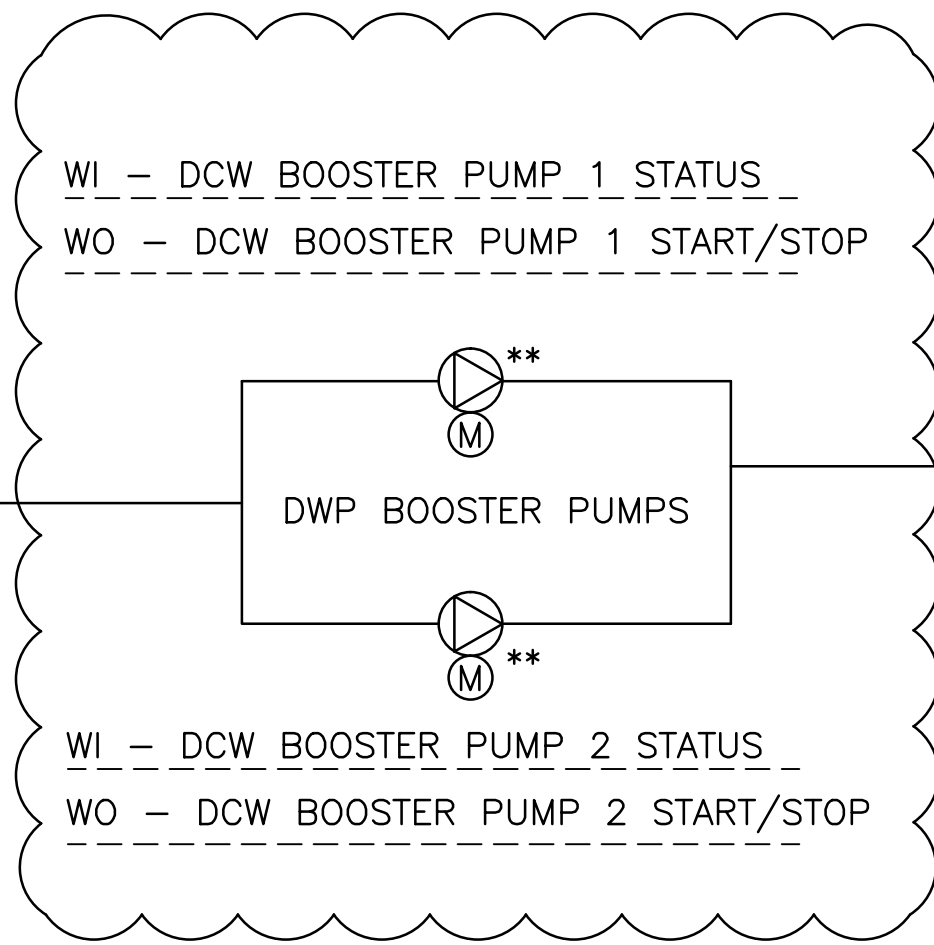 WI - DCW BOOSTER PUMP 1 STATUS
WO - DCW BOOSTER PUMP 1 START/STOP
**
M
DWP BOOSTER PUMPS
**
M
WI - DCW BOOSTER PUMP 2 STATUS
WO - DCW BOOSTER PUMP 2 START/STOP